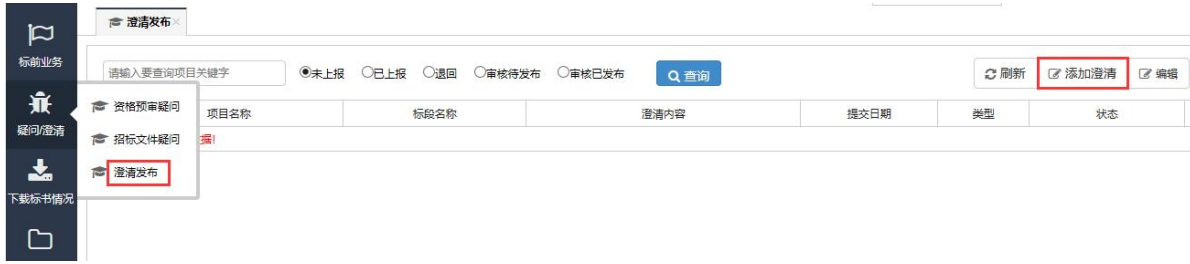 澄清发布
标前业务
请输入要查询项目关键字 未上报 已上报 退回 审核待发布 审核已发布 查询 刷新 添加澄清 编辑
疑问/澄清
资格预审疑问
招标文件疑问
澄清发布
项目名称 标段名称 澄清内容 提交日期 类型 状态
据!
下载标书情况